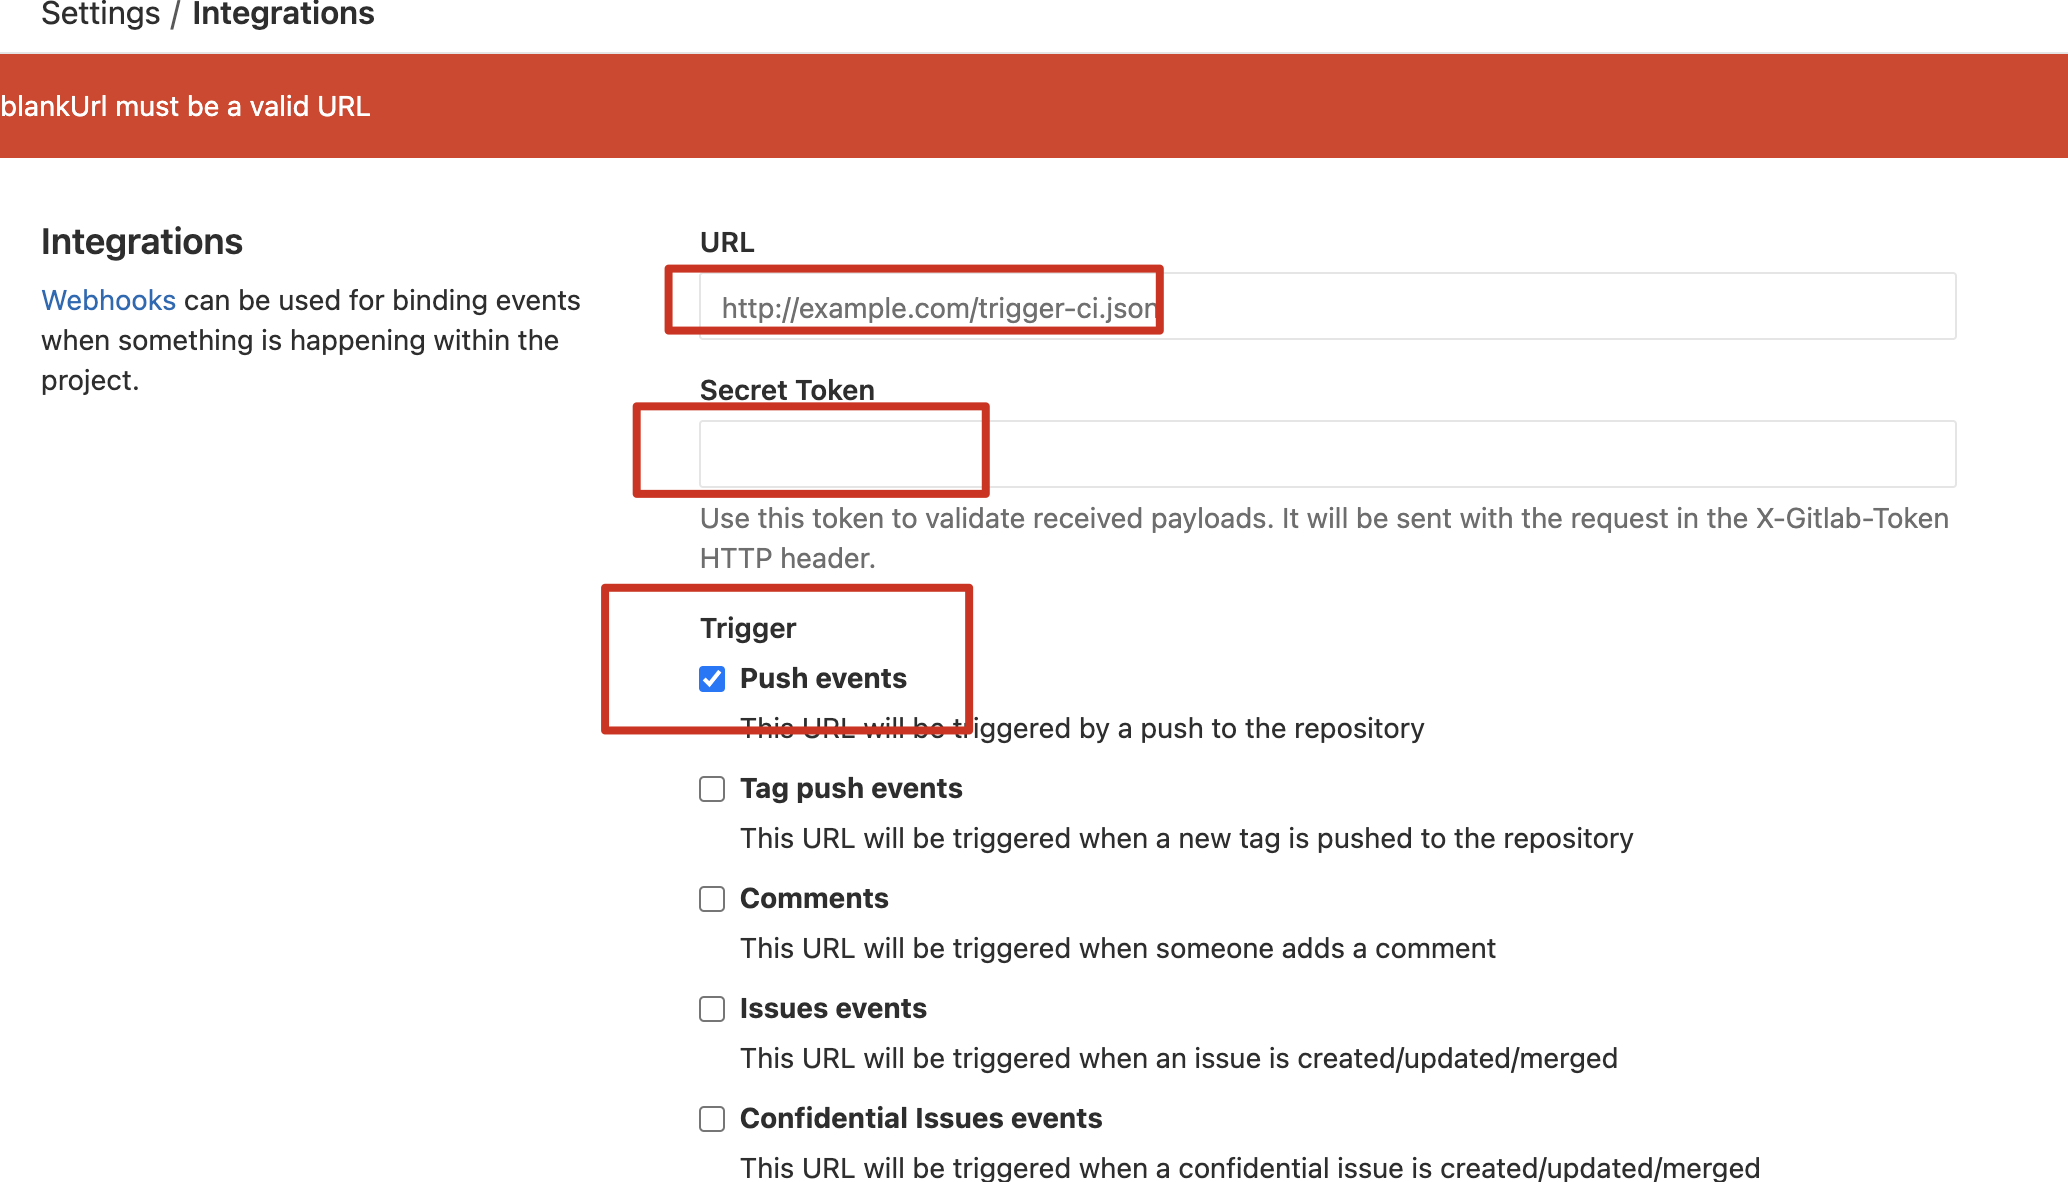 Settings / Integrations
blankUrl must be a valid URL
Integrations
Webhooks can be used for binding events
when something is happening within the
project.
URL
http://example.com/trigger-ci.json
Secret Token
Use this token to validate received payloads. It will be sent with the request in the X-Gitlab-Token
HTTP header.
Trigger
Push events
This URL will be triggered by a push to the repository
Tag push events
This URL will be triggered when a new tag is pushed to the repository
Comments
This URL will be triggered when someone adds a comment
Issues events
This URL will be triggered when an issue is created/updated/merged
Confidential Issues events
This URL will be triggered when a confidential issue is created/updated/merged